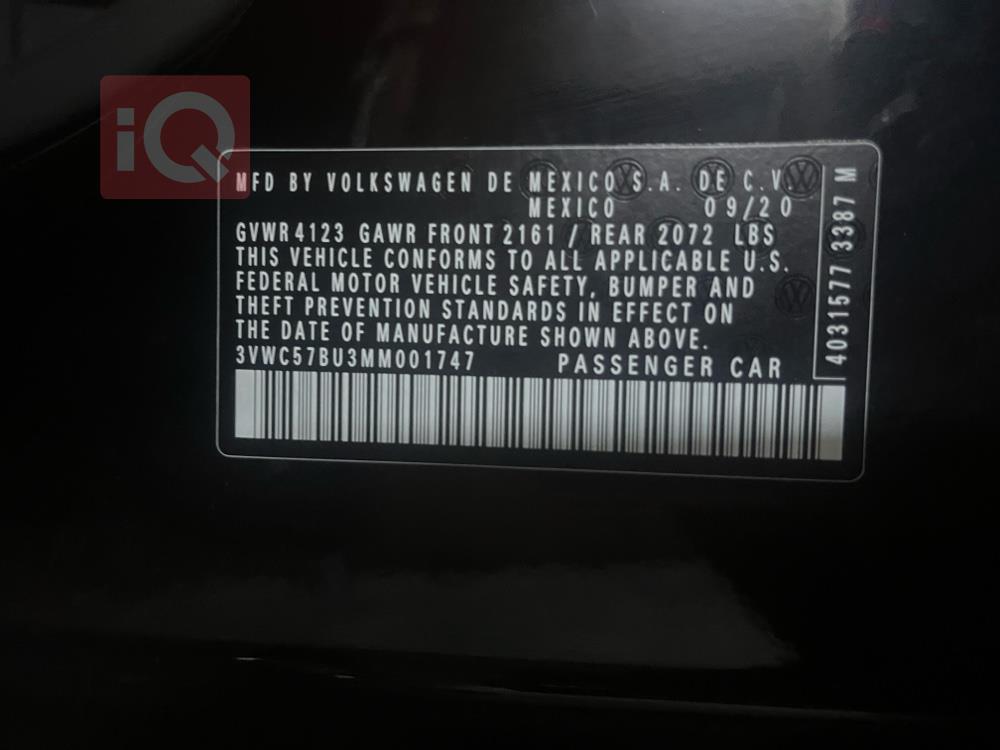 iQ
MFD BY VOLKSWAGEN DE MEXICO S.A. DE C.V.
MEXICO 09/20
GVWR 4123 GAWR FRONT 2161 / REAR 2072 LBS
THIS VEHICLE CONFORMS TO ALL APPLICABLE U.S.
FEDERAL MOTOR VEHICLE SAFETY, BUMPER AND
THEFT PREVENTION STANDARDS IN EFFECT ON
THE DATE OF MANUFACTURE SHOWN ABOVE.
3VWC57BU3MM001747 PASSENGER CAR
4031577 3387 M